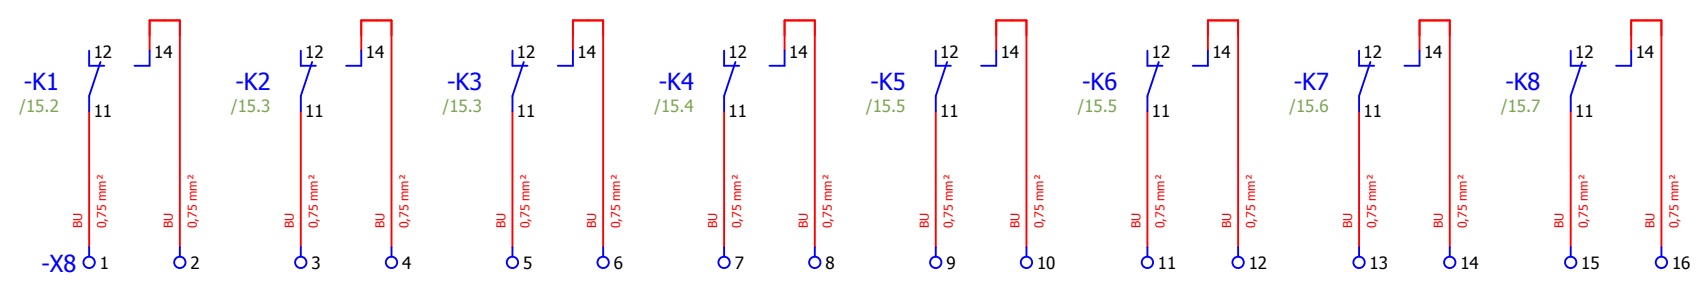 12 14 12 14 12 14 12 14 12 14 12 14 12 14 12 14
-K1 -K2 -K3 -K4 -K5 -K6 -K7 -K8
/15.2 /15.3 /15.3 /15.4 /15.5 /15.5 /15.6 /15.7
11 11 11 11 11 11 11 11
BU 0,75 mm² BU 0,75 mm² BU 0,75 mm² BU 0,75 mm² BU 0,75 mm² BU 0,75 mm² BU 0,75 mm² BU 0,75 mm² BU 0,75 mm² BU 0,75 mm² BU 0,75 mm² BU 0,75 mm² BU 0,75 mm² BU 0,75 mm² BU 0,75 mm² BU 0,75 mm²
-X8 1 2 3 4 5 6 7 8 9 10 11 12 13 14 15 16